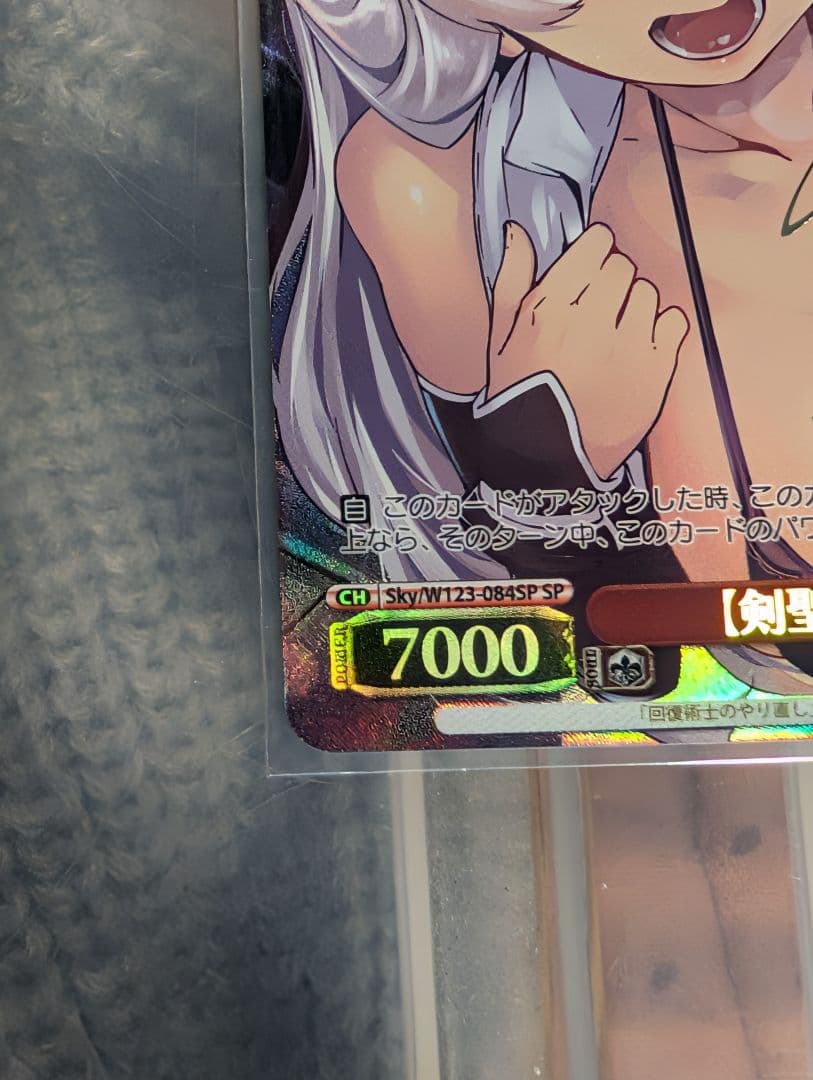 自 このカードがアタックした時、この
上なら、そのターン中、このカードのパワ
CH Sky/W123-084SP SP
【剣聖
POWER 7000 SOUL
「回復術士のやり直し」